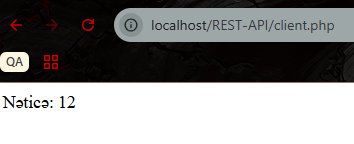 localhost/REST-API/client.php
QA
Nəticə: 12